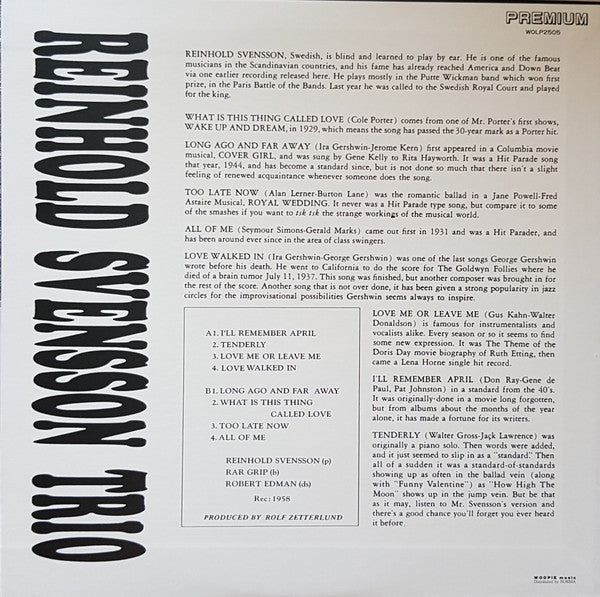 PREMIUM
WOLP2505
REINHOLD SVENSSON TRIO
REINHOLD SVENSSON, Swedish, is blind and learned to play by ear. He is one of the famous
musicians in the Scandinavian countries, and his fame has already reached America and Down Beat
via one earlier recording released here. He plays mostly in the Putte Wickman band which won first
prize, in the Paris Battle of the Bands. Last year he was called to the Swedish Royal Court and played
for the king.
WHAT IS THIS THING CALLED LOVE (Cole Porter) comes from one of Mr. Porter's first shows,
WAKE UP AND DREAM, in 1929, which means the song has passed the 30-year mark as a Porter hit.
LONG AGO AND FAR AWAY (Ira Gershwin-Jerome Kern) first appeared in a Columbia movie
musical, COVER GIRL, and was sung by Gene Kelly to Rita Hayworth. It was a Hit Parade song
that year, 1944, and has become a standard since, but is not done so much that there isn't a slight
feeling of renewed acquaintance whenever someone does the song.
TOO LATE NOW (Alan Lerner-Burton Lane) was the romantic ballad in a Jane Powell-Fred
Astaire Musical, ROYAL WEDDING. It never was a Hit Parade type song, but compare it to some
of the smashes if you want to tsk tsk the strange workings of the musical world.
ALL OF ME (Seymour Simons-Gerald Marks) came out first in 1931 and was a Hit Parader, and
has been around ever since in the area of class swingers.
LOVE WALKED IN (Ira Gershwin-George Gershwin) was one of the last songs George Gershwin
wrote before his death. He went to California to do the score for The Goldwyn Follies where he
died of a brain tumor July 11, 1937. This song was finished, but another composer was brought in for
the rest of the score. Another song that is not over done, it has been given a strong popularity in jazz
circles for the improvisational possibilities Gershwin seems always to inspire.
A1. I'LL REMEMBER APRIL
2. TENDERLY
3. LOVE ME OR LEAVE ME
4. LOVE WALKED IN
B1. LONG AGO AND FAR AWAY
2. WHAT IS THIS THING
CALLED LOVE
3. TOO LATE NOW
4. ALL OF ME
REINHOLD SVENSSON (p)
RAR GRIP (b)
ROBERT EDMAN (ds)
Rec: 1958
PRODUCED BY ROLF ZETTERLUND
LOVE ME OR LEAVE ME (Gus Kahn-Walter
Donaldson) is famous for instrumentalists and
vocalists alike. Every season or so it seems to find
some new expression. It was The Theme of the
Doris Day movie biography of Ruth Etting, then
came a Lena Horne single hit record.
I'LL REMEMBER APRIL (Don Ray-Gene de
Paul, Pat Johnston) in a standard from the 40's.
It was originally-done in a movie long forgotten,
but from albums about the months of the year
alone, it has made a fortune for its writers.
TENDERLY (Walter Gross-Jack Lawrence) was
originally a piano solo. Then words were added,
and it just seemed to slip in as a "standard." Then
all of a sudden it was a standard-of-standards
showing up as often in the ballad vein (along
with "Funny Valentine") as "How High The
Moon" shows up in the jump vein. But be that
as it may, listen to Mr. Svensson's version and
there's a good chance you'll forget you ever heard
it before.
WOOPIE music
Distributed by NORMA